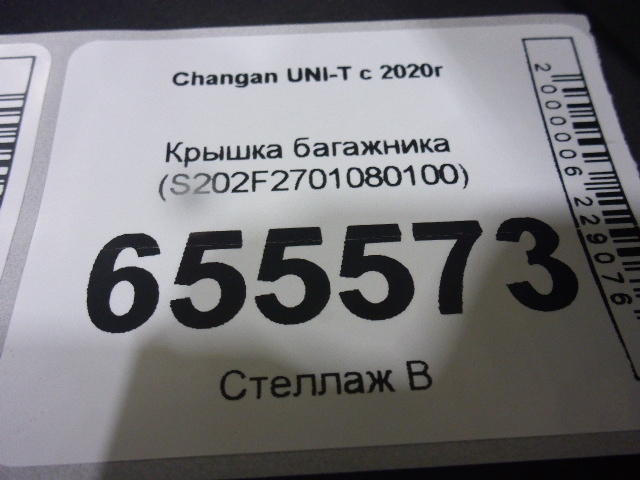 Changan UNI-T с 2020г
Крышка багажника
(S202F2701080100)
655573
Стеллаж В
2000006229076